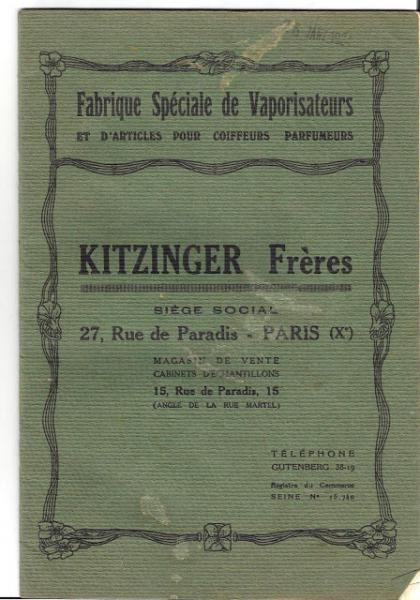 Fabrique Spéciale de Vaporisateurs
ET D'ARTICLES POUR COIFFEURS PARFUMEURS
KITZINGER Frères
SIÈGE SOCIAL
27, Rue de Paradis - PARIS (Xe)
MAGASIN DE VENTE
CABINETS D'ÉCHANTILLONS
15, Rue de Paradis, 15
(ANGLE DE LA RUE MARTEL)
TÉLÉPHONE
GUTENBERG 38-19
Registre du Commerce
SEINE No